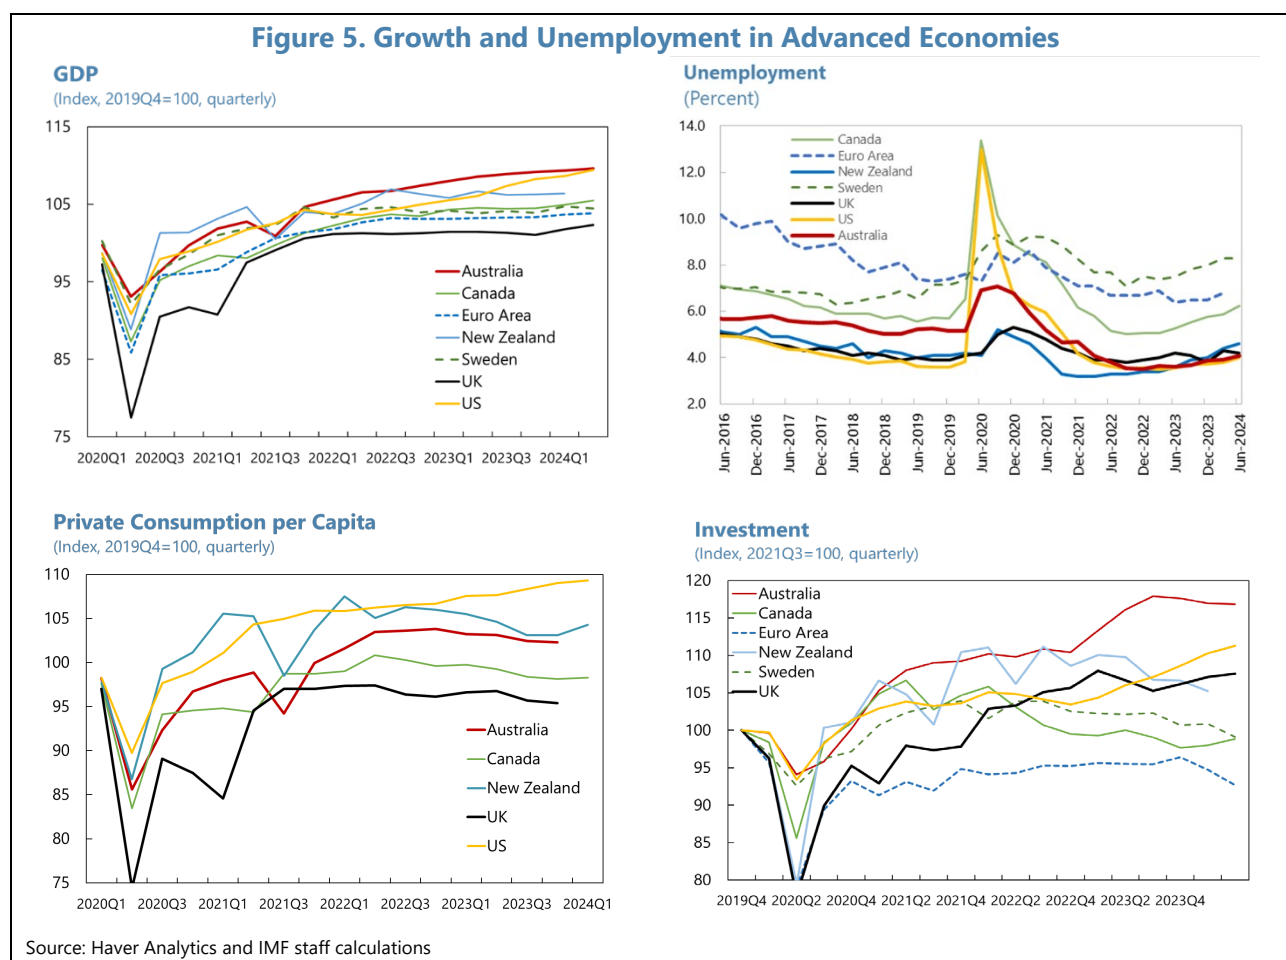 Figure 5. Growth and Unemployment in Advanced Economies
GDP
(Index, 2019Q4=100, quarterly)
115
105
95
85
75
2020Q1 2020Q3 2021Q1 2021Q3 2022Q1 2022Q3 2023Q1 2023Q3 2024Q1
Australia
Canada
Euro Area
New Zealand
Sweden
UK
US
Unemployment
(Percent)
14.0
12.0
10.0
8.0
6.0
4.0
2.0
Canada
Euro Area
New Zealand
Sweden
UK
US
Australia
Jun-2016 Dec-2016 Jun-2017 Dec-2017 Jun-2018 Dec-2018 Jun-2019 Dec-2019 Jun-2020 Dec-2020 Jun-2021 Dec-2021 Jun-2022 Dec-2022 Jun-2023 Dec-2023 Jun-2024
Private Consumption per Capita
(Index, 2019Q4=100, quarterly)
110
105
100
95
90
85
80
75
2020Q1 2020Q3 2021Q1 2021Q3 2022Q1 2022Q3 2023Q1 2023Q3 2024Q1
Australia
Canada
New Zealand
UK
US
Investment
(Index, 2021Q3=100, quarterly)
120
115
110
105
100
95
90
85
80
Australia
Canada
Euro Area
New Zealand
Sweden
UK
2019Q4 2020Q2 2020Q4 2021Q2 2021Q4 2022Q2 2022Q4 2023Q2 2023Q4
Source: Haver Analytics and IMF staff calculations